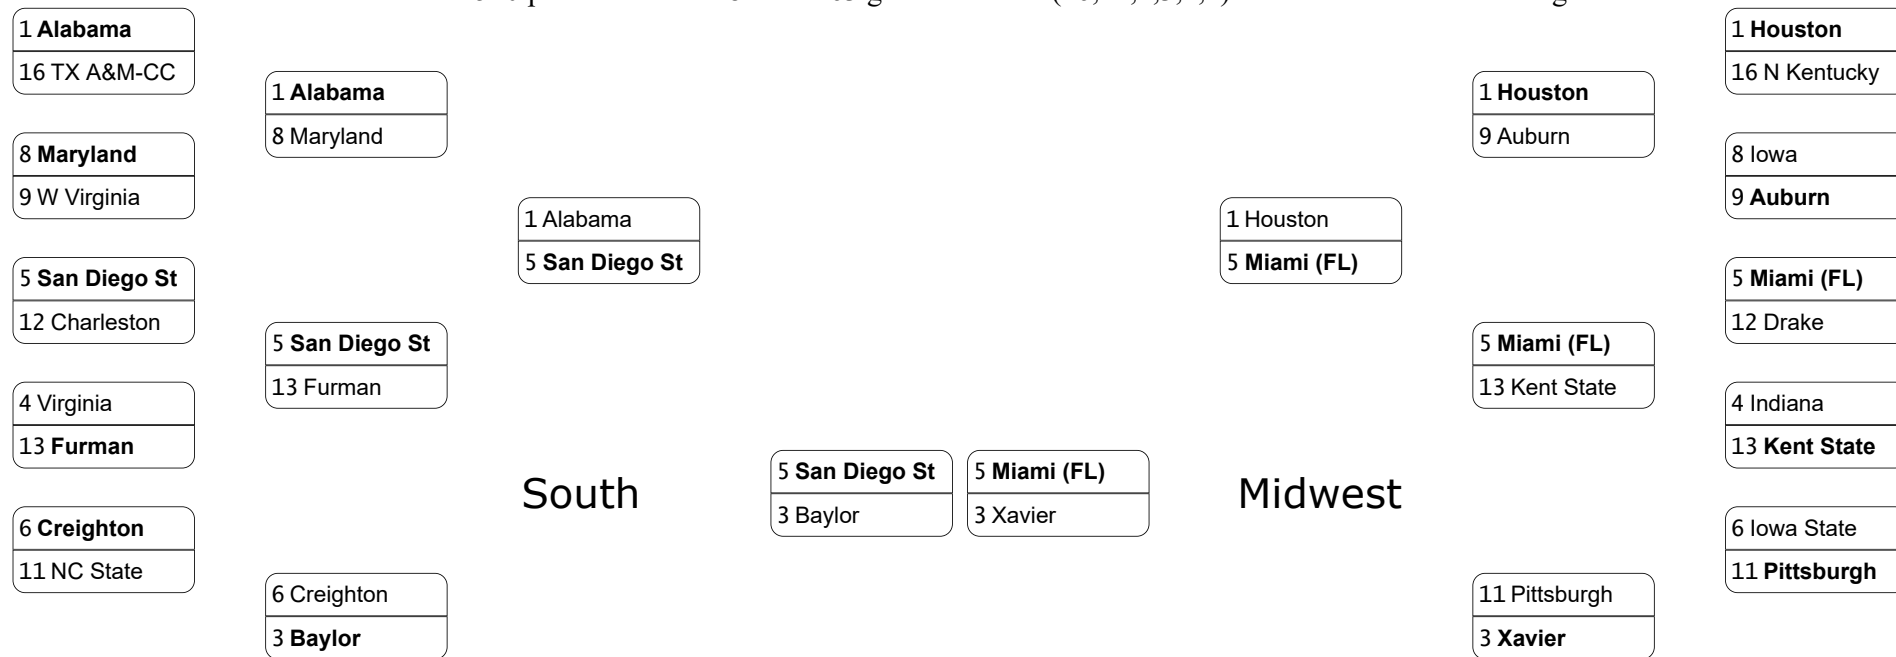 1 Alabama
16 TX A&M-CC
8 Maryland
9 W Virginia
5 San Diego St
12 Charleston
4 Virginia
13 Furman
6 Creighton
11 NC State
1 Alabama
8 Maryland
5 San Diego St
13 Furman
6 Creighton
3 Baylor
1 Alabama
5 San Diego St
South
5 San Diego St
3 Baylor
5 Miami (FL)
3 Xavier
Midwest
1 Houston
5 Miami (FL)
1 Houston
9 Auburn
5 Miami (FL)
13 Kent State
11 Pittsburgh
3 Xavier
1 Houston
16 N Kentucky
8 Iowa
9 Auburn
5 Miami (FL)
12 Drake
4 Indiana
13 Kent State
6 Iowa State
11 Pittsburgh